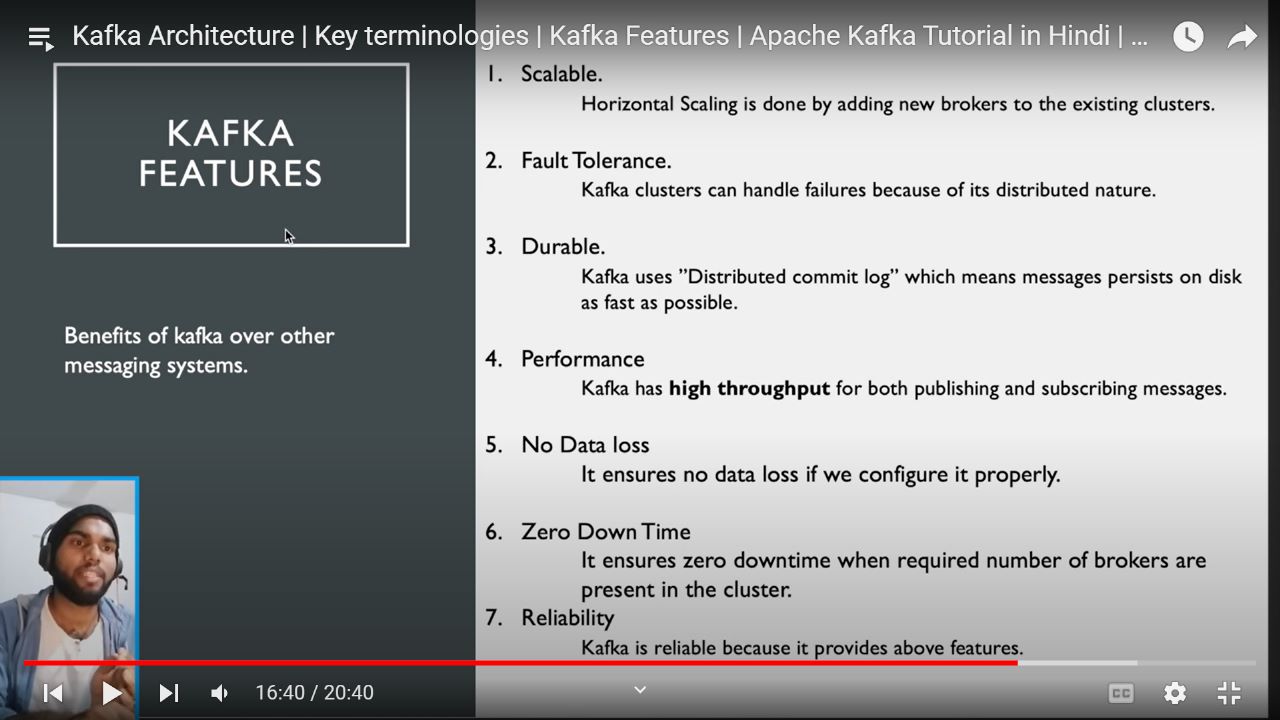 Kafka Architecture | Key terminologies | Kafka Features | Apache Kafka Tutorial in Hindi | ...
KAFKA
FEATURES
Benefits of kafka over other
messaging systems.
1. Scalable.
Horizontal Scaling is done by adding new brokers to the existing clusters.
2. Fault Tolerance.
Kafka clusters can handle failures because of its distributed nature.
3. Durable.
Kafka uses ”Distributed commit log” which means messages persists on disk
as fast as possible.
4. Performance
Kafka has high throughput for both publishing and subscribing messages.
5. No Data loss
It ensures no data loss if we configure it properly.
6. Zero Down Time
It ensures zero downtime when required number of brokers are
present in the cluster.
7. Reliability
Kafka is reliable because it provides above features.
16:40 / 20:40
CC